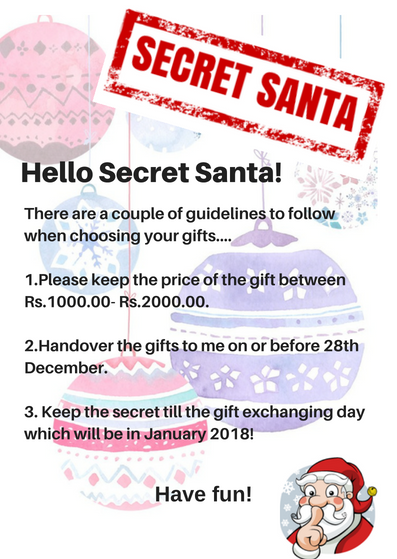 SECRET SANTA
Hello Secret Santa!
There are a couple of guidelines to follow
when choosing your gifts....
1.Please keep the price of the gift between
Rs.1000.00- Rs.2000.00.
2.Handover the gifts to me on or before 28th
December.
3. Keep the secret till the gift exchanging day
which will be in January 2018!
Have fun!